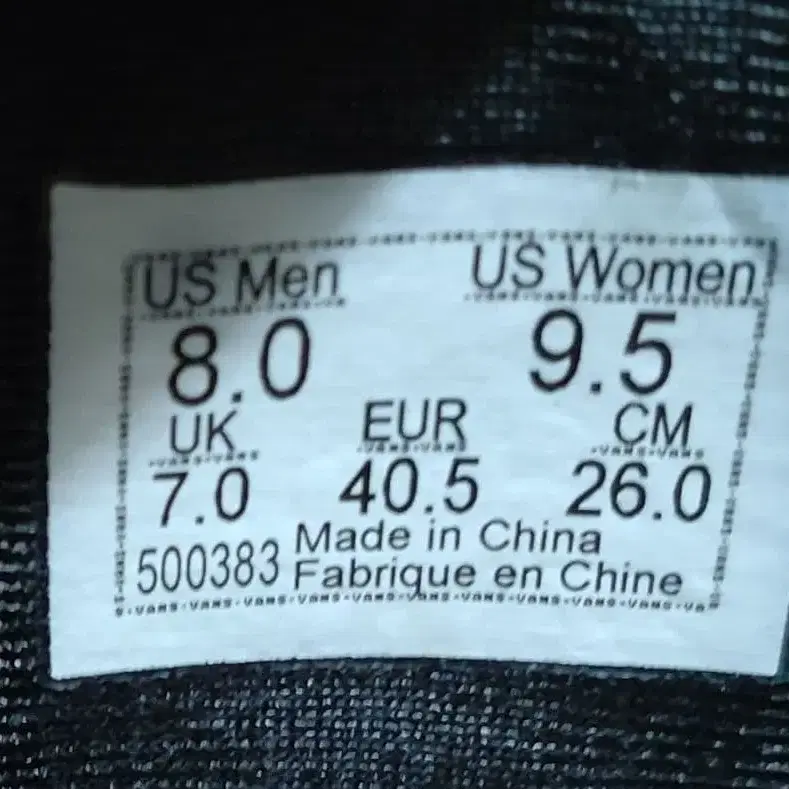 US Men US Women
8.0 9.5
UK EUR CM
7.0 40.5 26.0
500383 Made in China
Fabrique en Chine